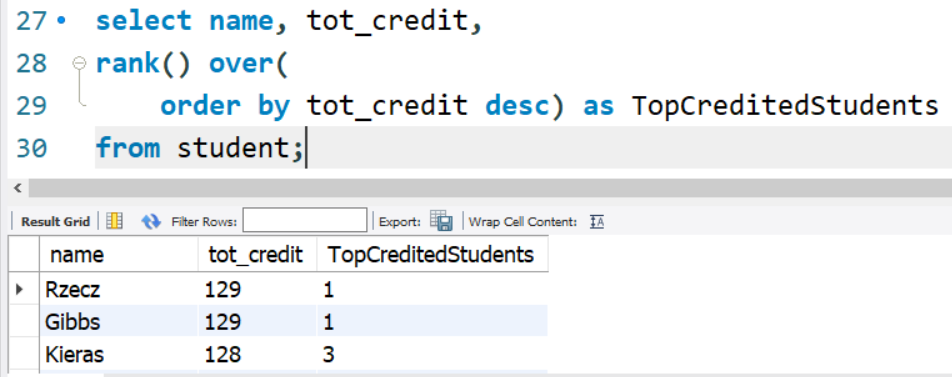 27 select name, tot_credit,
28 rank() over(
29 order by tot_credit desc) as TopCreditedStudents
30 from student;
Result Grid Filter Rows: Export: Wrap Cell Content:
name tot_credit TopCreditedStudents
Rzecz 129 1
Gibbs 129 1
Kieras 128 3